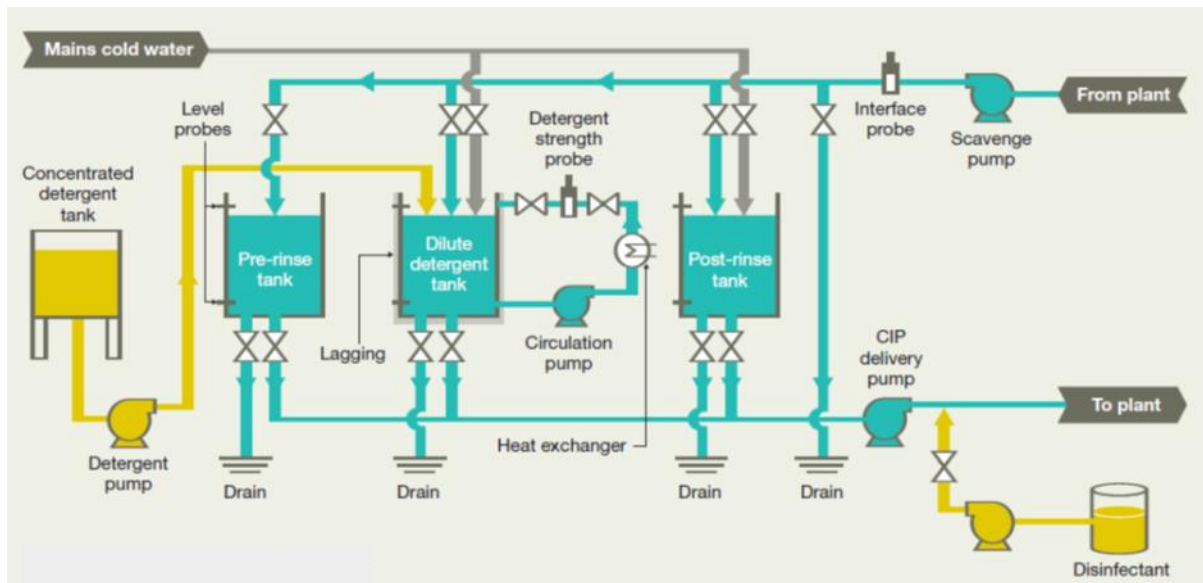 Mains cold water
From plant
Level
probes
Detergent
strength
probe
Interface
probe
Scavenge
pump
Concentrated
detergent
tank
Pre-rinse
tank
Dilute
detergent
tank
Post-rinse
tank
Lagging
Circulation
pump
CIP
delivery
pump
To plant
Heat exchanger
Detergent
pump
Drain
Drain
Drain
Drain
Disinfectant